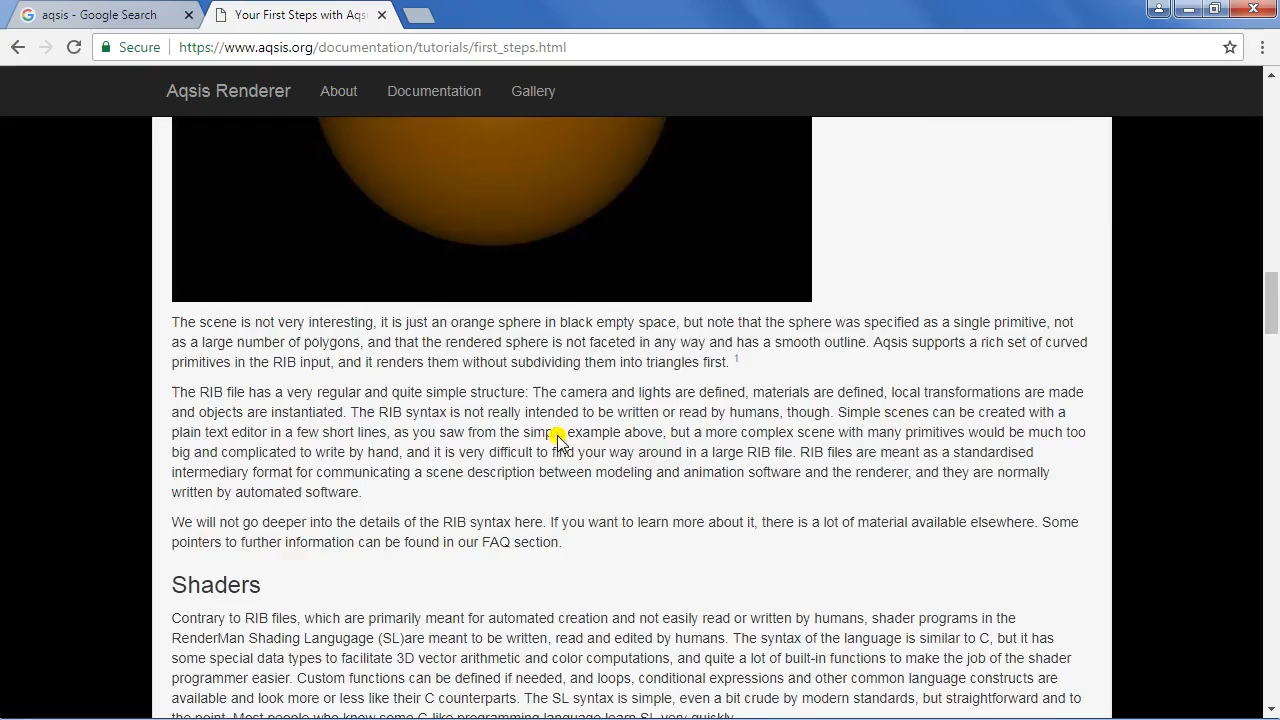 aqsis - Google Search
Your First Steps with Aqs
Secure
https://www.aqsis.org/documentation/tutorials/first_steps.html
Aqsis Renderer
About
Documentation
Gallery
The scene is not very interesting, it is just an orange sphere in black empty space, but note that the sphere was specified as a single primitive, not
as a large number of polygons, and that the rendered sphere is not faceted in any way and has a smooth outline. Aqsis supports a rich set of curved
primitives in the RIB input, and it renders them without subdividing them into triangles first. 1
The RIB file has a very regular and quite simple structure: The camera and lights are defined, materials are defined, local transformations are made
and objects are instantiated. The RIB syntax is not really intended to be written or read by humans, though. Simple scenes can be created with a
plain text editor in a few short lines, as you saw from the simple example above, but a more complex scene with many primitives would be much too
big and complicated to write by hand, and it is very difficult to find your way around in a large RIB file. RIB files are meant as a standardised
intermediary format for communicating a scene description between modeling and animation software and the renderer, and they are normally
written by automated software.
We will not go deeper into the details of the RIB syntax here. If you want to learn more about it, there is a lot of material available elsewhere. Some
pointers to further information can be found in our FAQ section.
Shaders
Contrary to RIB files, which are primarily meant for automated creation and not easily read or written by humans, shader programs in the
RenderMan Shading Langugage (SL)are meant to be written, read and edited by humans. The syntax of the language is similar to C, but it has
some special data types to facilitate 3D vector arithmetic and color computations, and quite a lot of built-in functions to make the job of the shader
programmer easier. Custom functions can be defined if needed, and loops, conditional expressions and other common language constructs are
available and look more or less like their C counterparts. The SL syntax is simple, even a bit crude by modern standards, but straightforward and to
the point. Most people who know some C-like programming language learn SL very quickly.